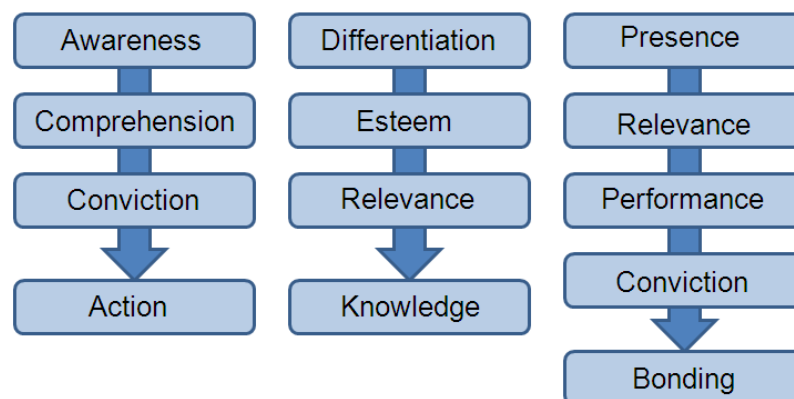 Awareness
Comprehension
Conviction
Action
Differentiation
Esteem
Relevance
Knowledge
Presence
Relevance
Performance
Conviction
Bonding